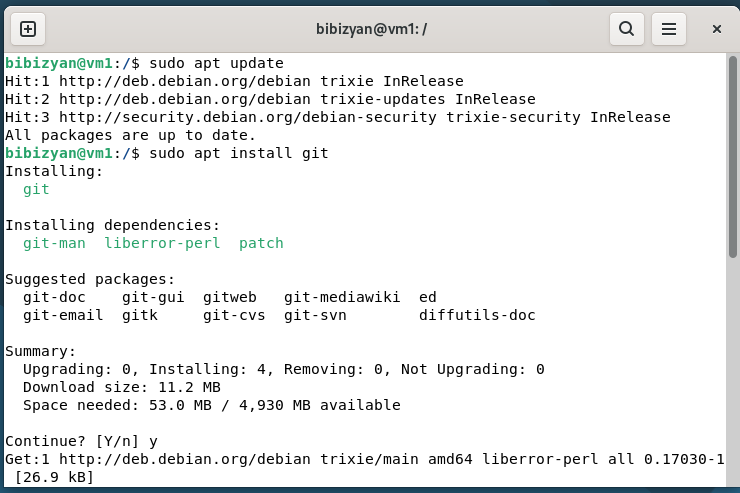 bibizyan@vm1: /
bibizyan@vm1:/$ sudo apt update
Hit:1 http://deb.debian.org/debian trixie InRelease
Hit:2 http://deb.debian.org/debian trixie-updates InRelease
Hit:3 http://security.debian.org/debian-security trixie-security InRelease
All packages are up to date.
bibizyan@vm1:/$ sudo apt install git
Installing:
  git

Installing dependencies:
  git-man  liberror-perl  patch

Suggested packages:
  git-doc    git-gui  gitweb   git-mediawiki  ed
  git-email  gitk     git-cvs  git-svn        diffutils-doc

Summary:
  Upgrading: 0, Installing: 4, Removing: 0, Not Upgrading: 0
  Download size: 11.2 MB
  Space needed: 53.0 MB / 4,930 MB available

Continue? [Y/n] y
Get:1 http://deb.debian.org/debian trixie/main amd64 liberror-perl all 0.17030-1
 [26.9 kB]